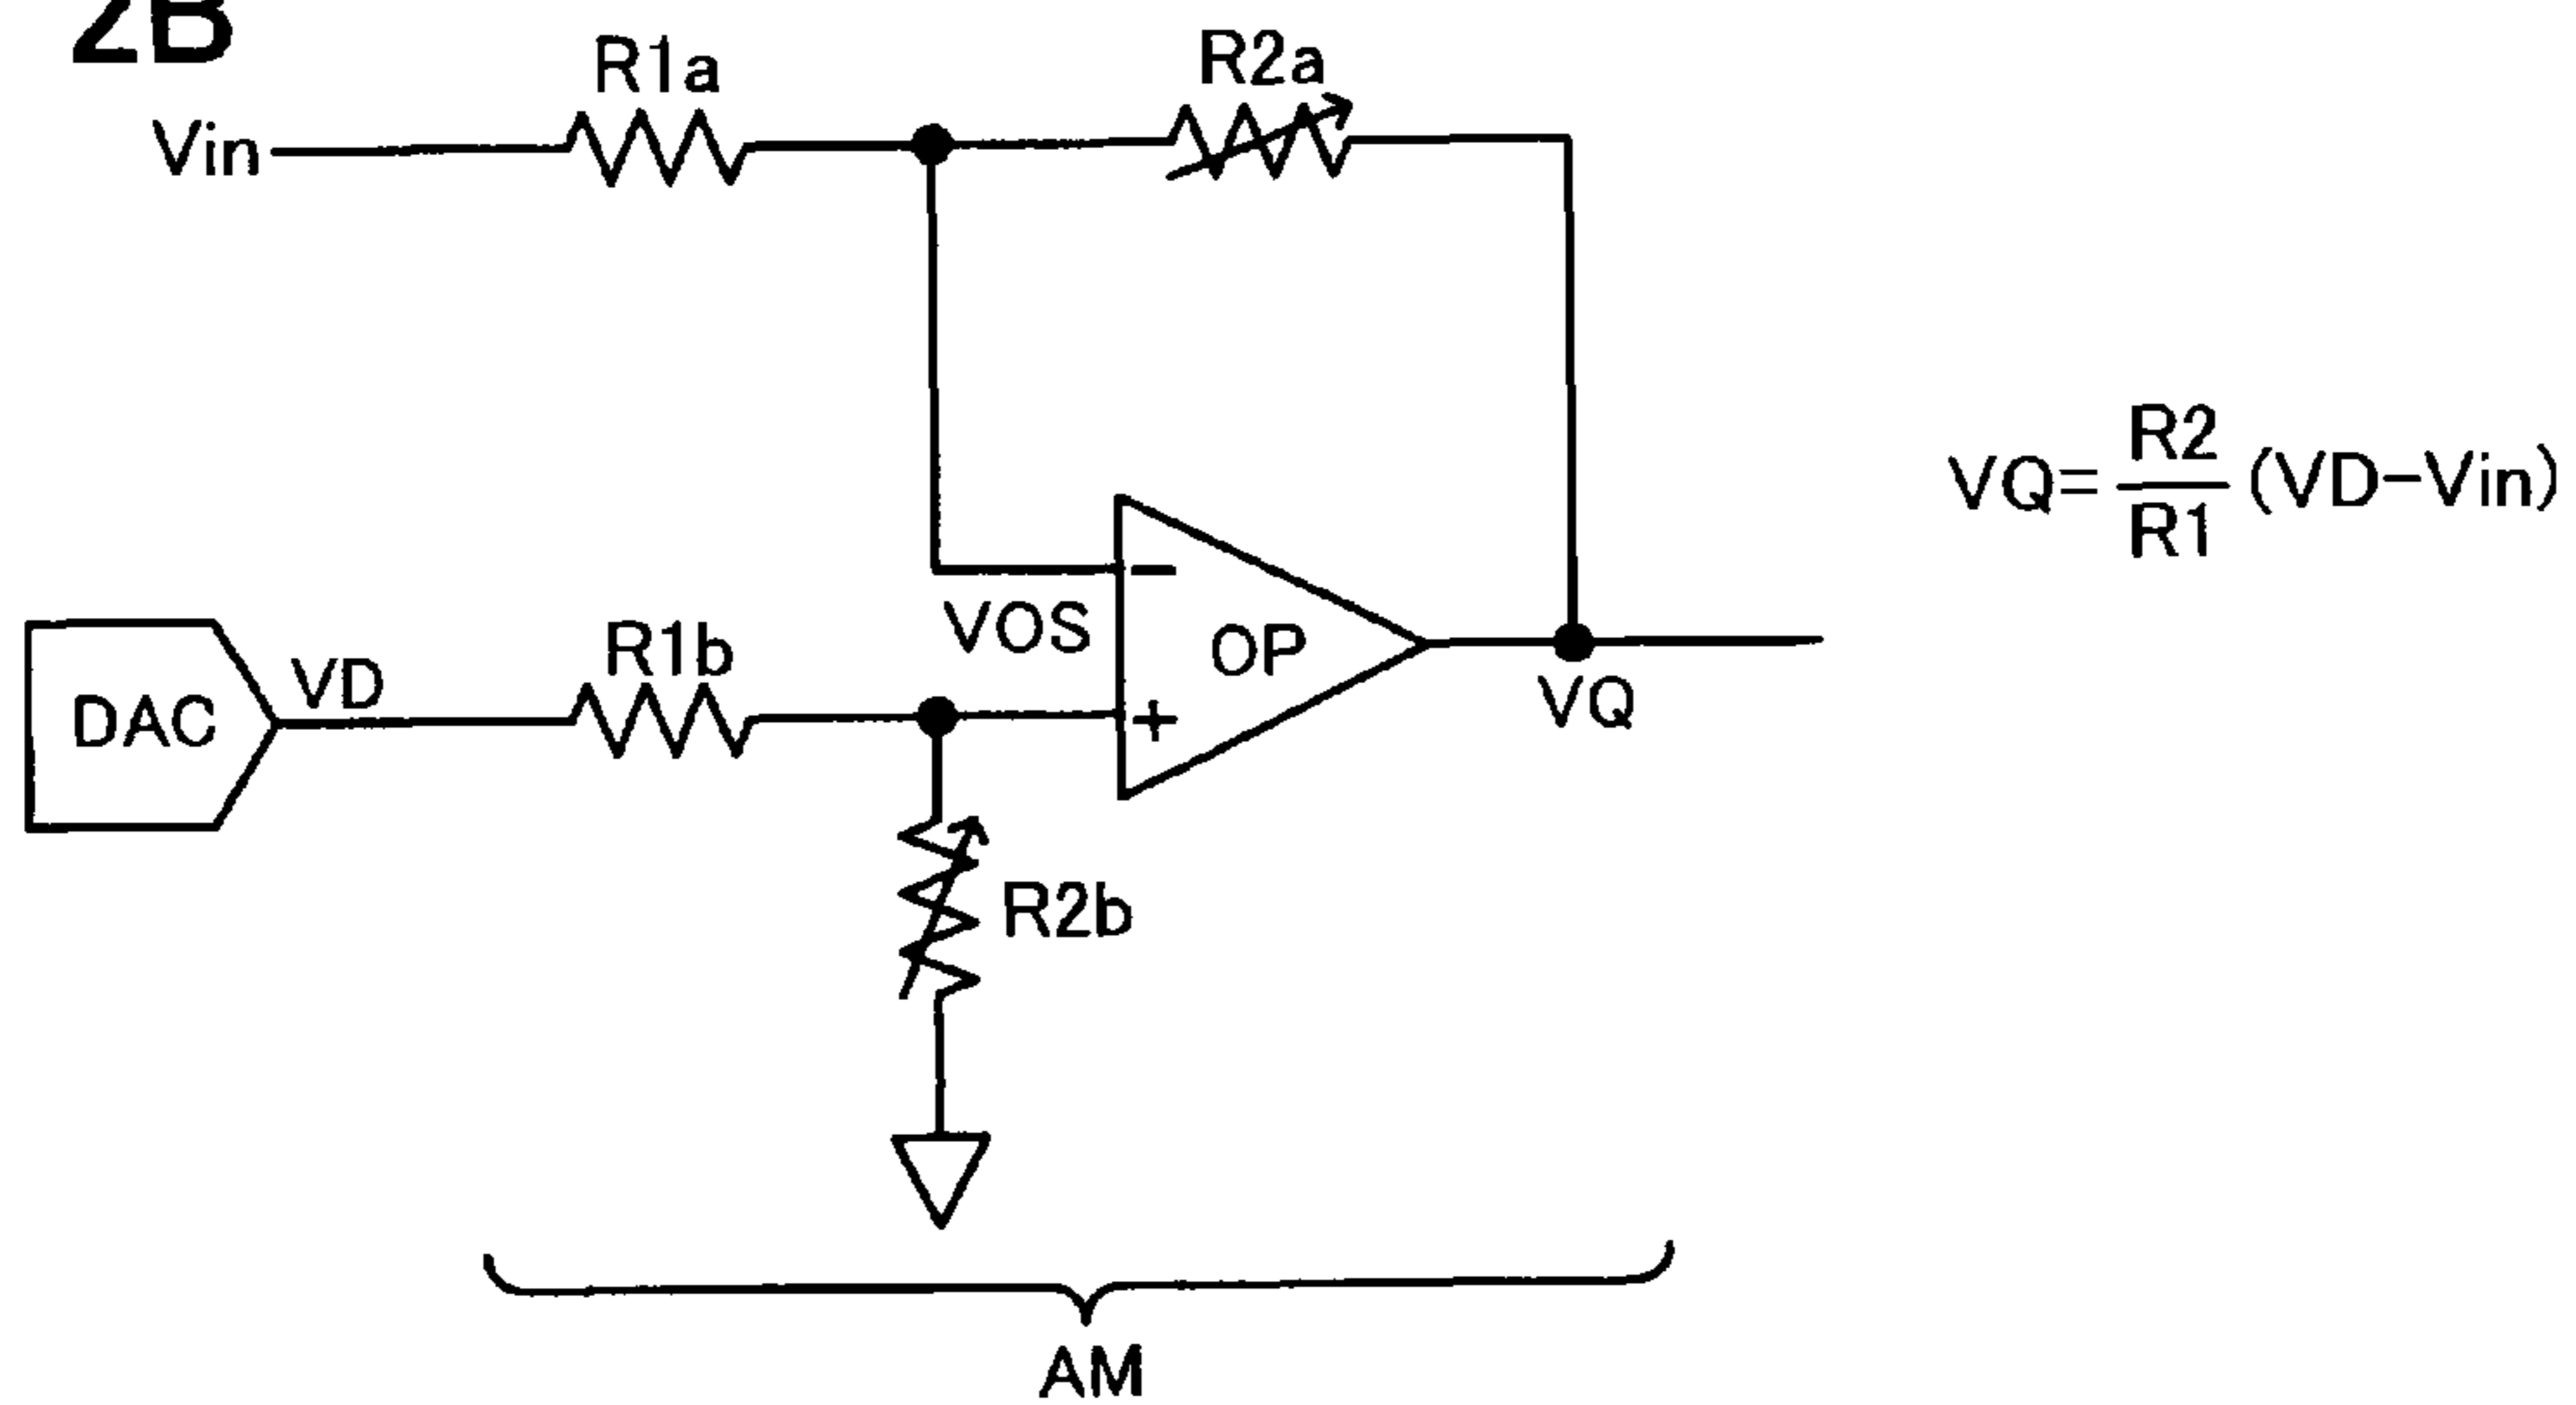 2B
R1a
R2a
Vin
VQ=R2/R1(VD-Vin)
-
VOS
OP
R1b
VD
DAC
+
VQ
R2b
AM